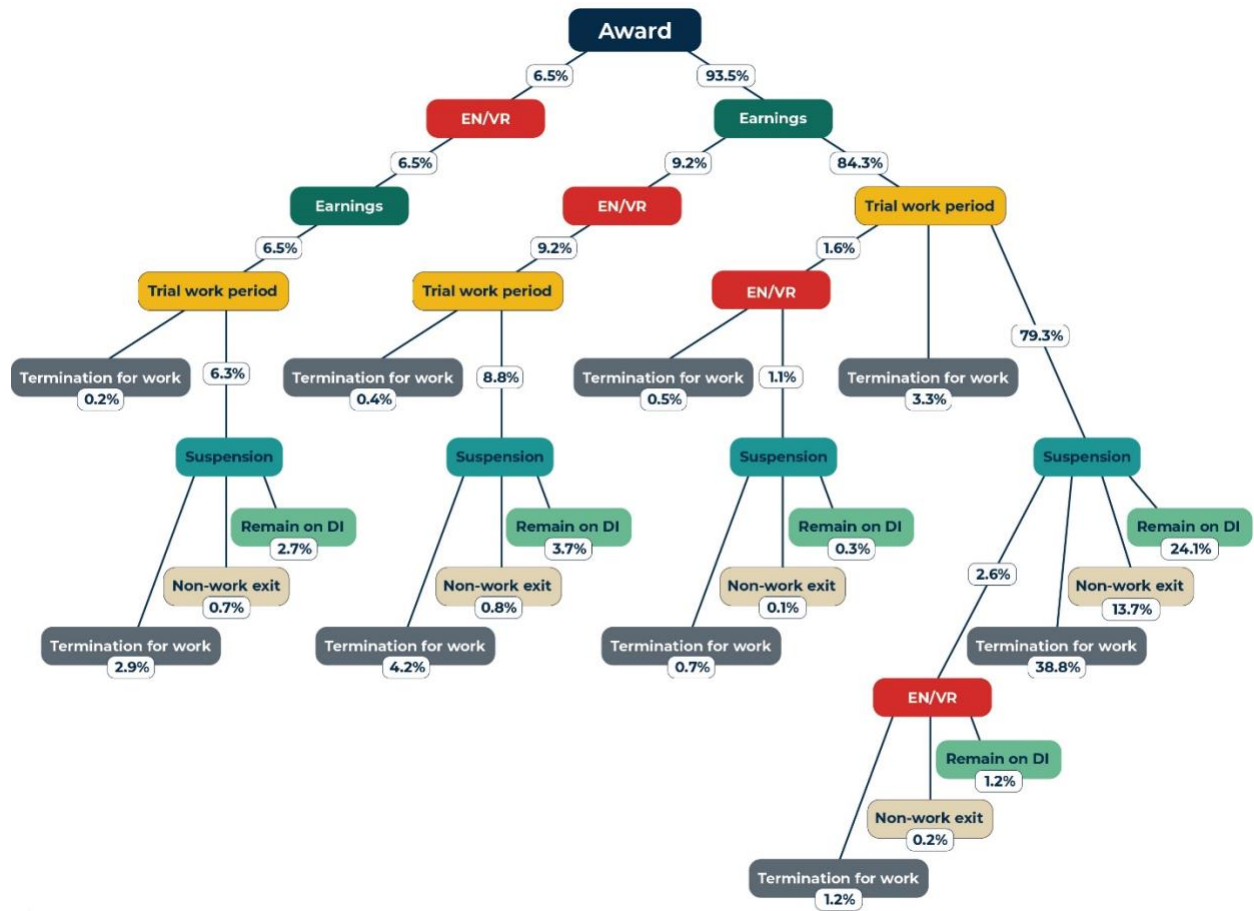 Award
6.5%
93.5%
EN/VR
Earnings
6.5%
9.2%
84.3%
Earnings
EN/VR
Trial work period
6.5%
9.2%
1.6%
Trial work period
Trial work period
EN/VR
79.3%
Termination for work
0.2%
6.3%
Termination for work
0.4%
8.8%
Termination for work
0.5%
1.1%
Termination for work
3.3%
Suspension
Suspension
Suspension
Suspension
Remain on DI
2.7%
Remain on DI
3.7%
Remain on DI
0.3%
Remain on DI
24.1%
2.6%
Non-work exit
0.7%
Non-work exit
0.8%
Non-work exit
0.1%
Non-work exit
13.7%
Termination for work
2.9%
Termination for work
4.2%
Termination for work
0.7%
Termination for work
38.8%
EN/VR
Remain on DI
1.2%
Non-work exit
0.2%
Termination for work
1.2%